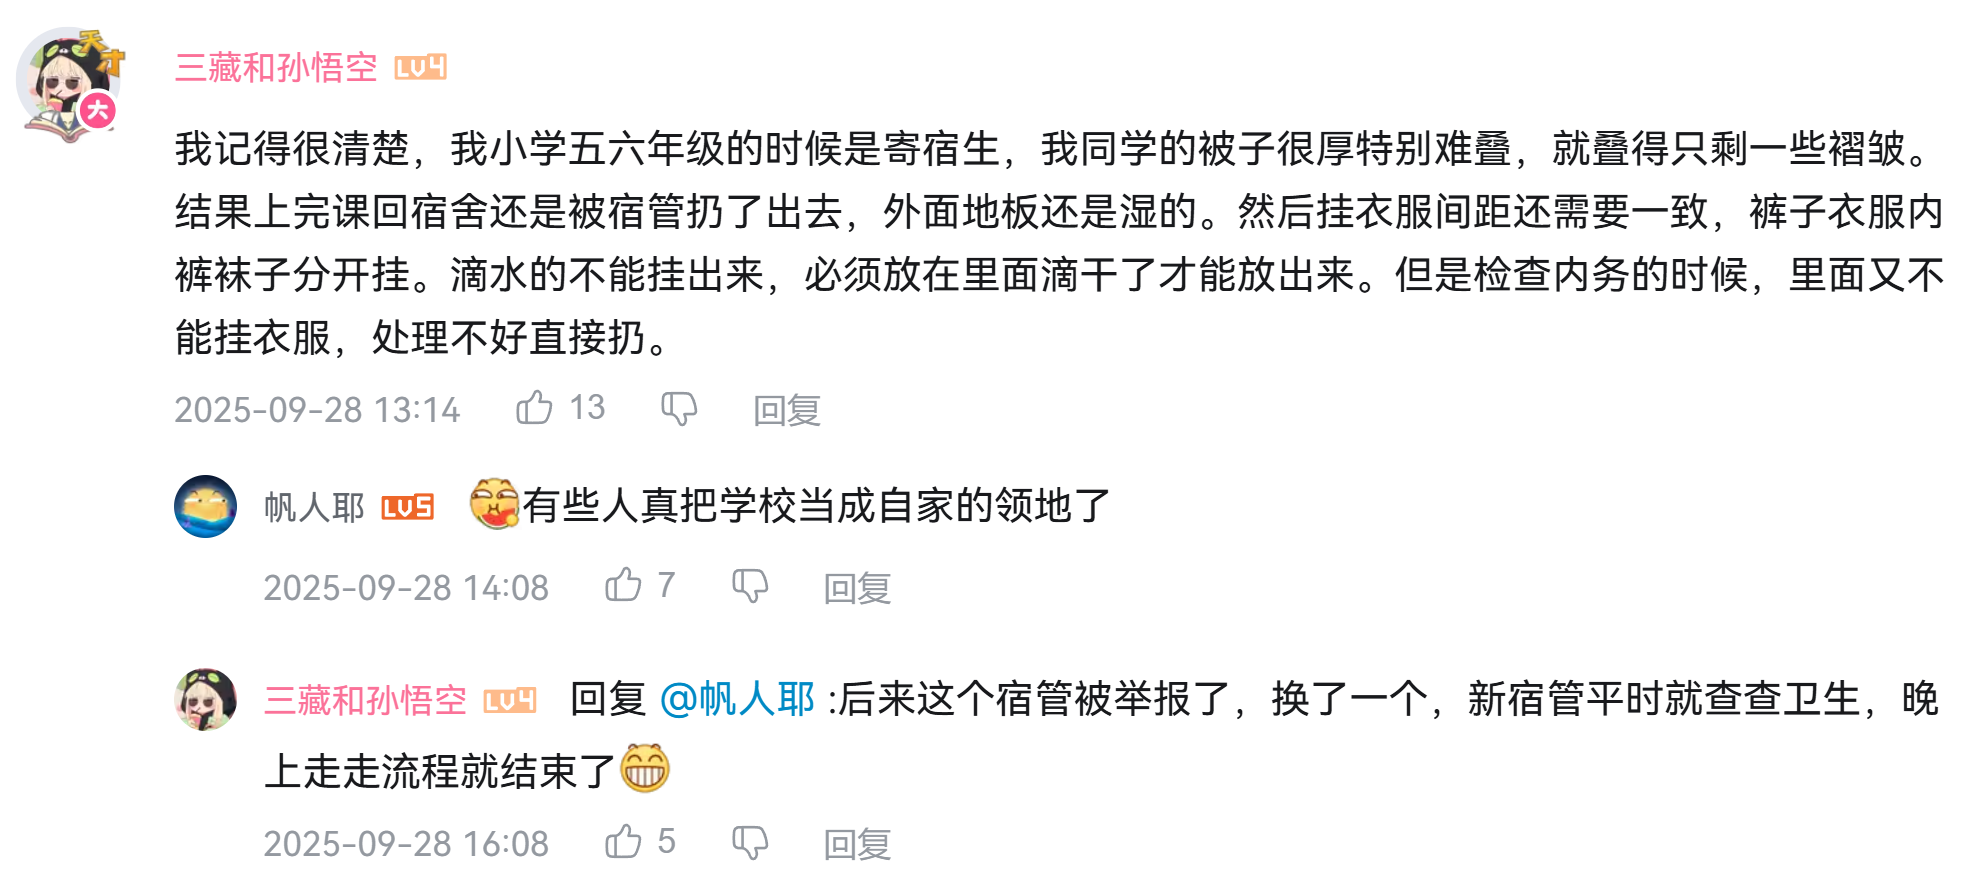 天才
大
三藏和孙悟空 LV4
我记得很清楚，我小学五六年级的时候是寄宿生，我同学的被子很厚特别难叠，就叠得只剩一些褶皱。
结果上完课回宿舍还是被宿管扔了出去，外面地板还是湿的。然后挂衣服间距还需要一致，裤子衣服内
裤袜子分开挂。滴水的不能挂出来，必须放在里面滴干了才能放出来。但是检查内务的时候，里面又不
能挂衣服，处理不好直接扔。
2025-09-28 13:14 13 回复
帆人耶 LV5 有些人真把学校当成自家的领地了
2025-09-28 14:08 7 回复
三藏和孙悟空 LV4 回复 @帆人耶 :后来这个宿管被举报了，换了一个，新宿管平时就查查卫生，晚
上走走流程就结束了
2025-09-28 16:08 5 回复